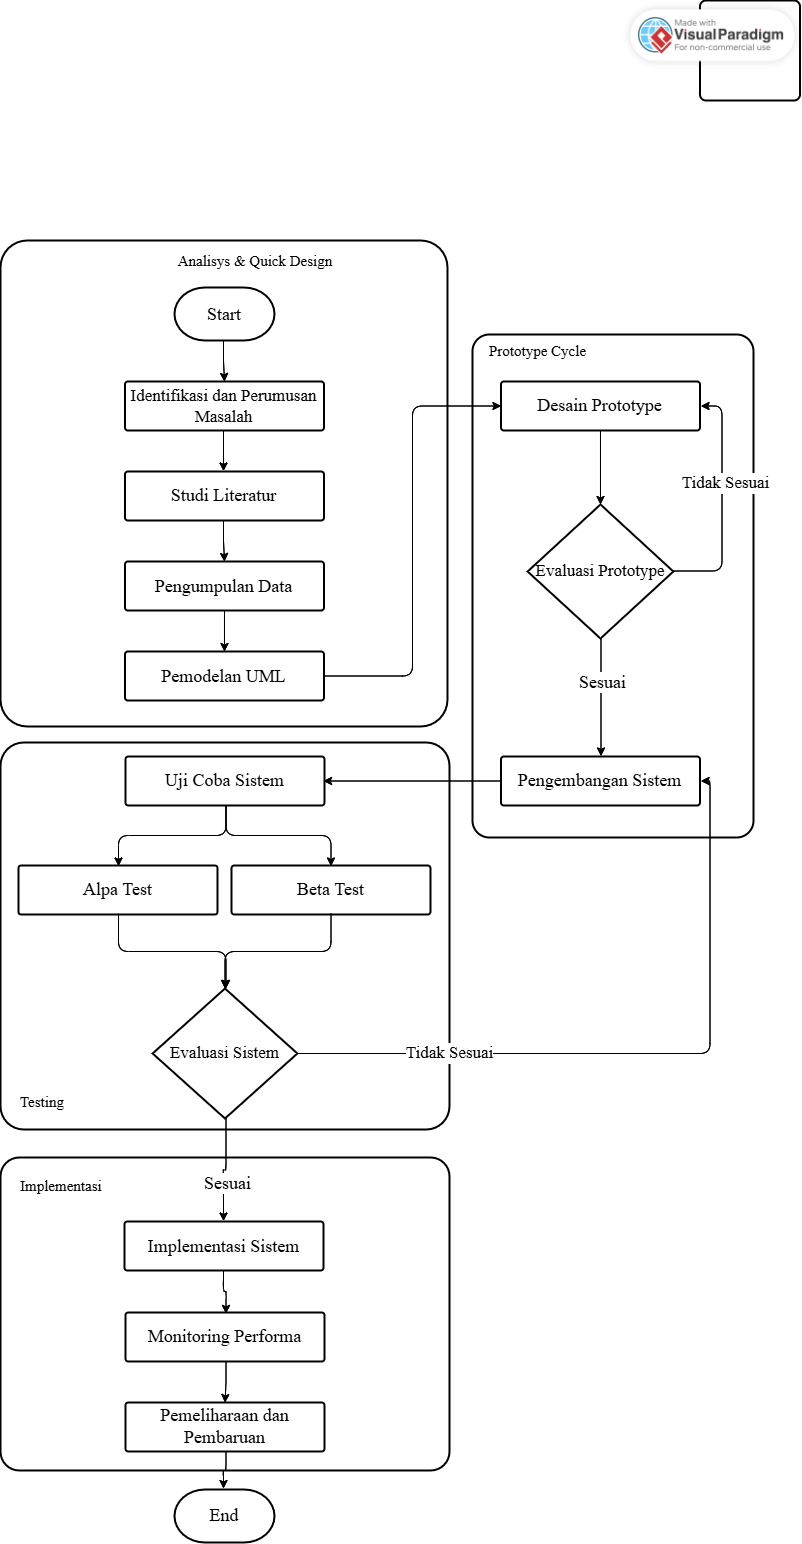 Made with
Visual Paradigm
For non-commercial use
Analisys & Quick Design
Start
Identifikasi dan Perumusan
Masalah
Studi Literatur
Pengumpulan Data
Pemodelan UML
Prototype Cycle
Desain Prototype
Tidak Sesuai
Evaluasi Prototype
Sesuai
Pengembangan Sistem
Uji Coba Sistem
Alpa Test
Beta Test
Evaluasi Sistem
Tidak Sesuai
Testing
Sesuai
Implementasi
Implementasi Sistem
Monitoring Performa
Pemeliharaan dan
Pembaruan
End